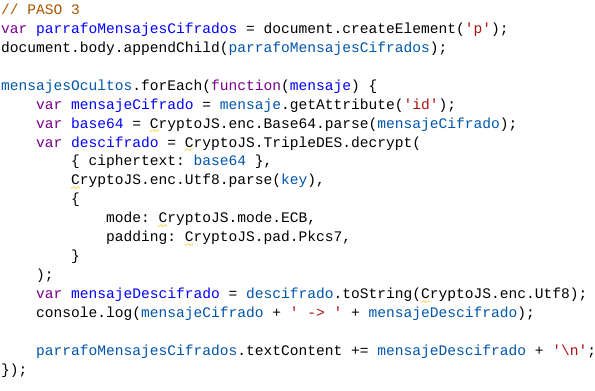 // PASO 3
var parrafoMensajesCifrados = document.createElement('p');
document.body.appendChild(parrafoMensajesCifrados);

mensajesOcultos.forEach(function(mensaje) {
    var mensajeCifrado = mensaje.getAttribute('id');
    var base64 = CryptoJS.enc.Base64.parse(mensajeCifrado);
    var descifrado = CryptoJS.TripleDES.decrypt(
        { ciphertext: base64 },
        CryptoJS.enc.Utf8.parse(key),
        {
            mode: CryptoJS.mode.ECB,
            padding: CryptoJS.pad.Pkcs7,
        }
    );
    var mensajeDescifrado = descifrado.toString(CryptoJS.enc.Utf8);
    console.log(mensajeCifrado + ' -> ' + mensajeDescifrado);

    parrafoMensajesCifrados.textContent += mensajeDescifrado + '\n';
});